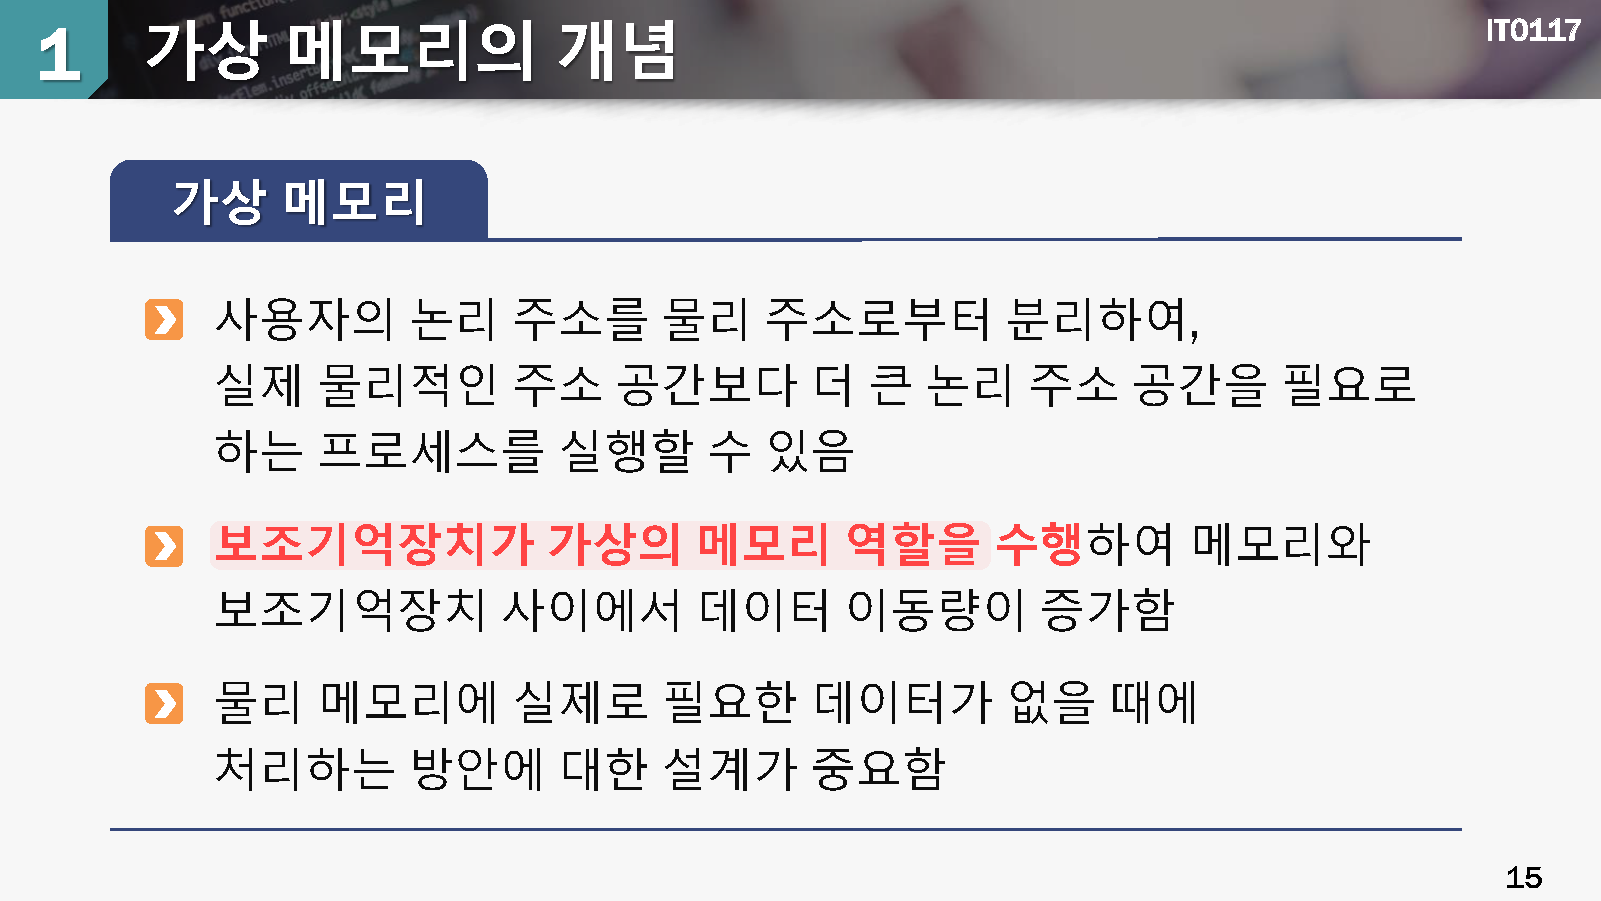 1 가상 메모리의 개념
IT0117
가상 메모리
사용자의 논리 주소를 물리 주소로부터 분리하여,
실제 물리적인 주소 공간보다 더 큰 논리 주소 공간을 필요로
하는 프로세스를 실행할 수 있음
보조기억장치가 가상의 메모리 역할을 수행하여 메모리와
보조기억장치 사이에서 데이터 이동량이 증가함
물리 메모리에 실제로 필요한 데이터가 없을 때에
처리하는 방안에 대한 설계가 중요함
15